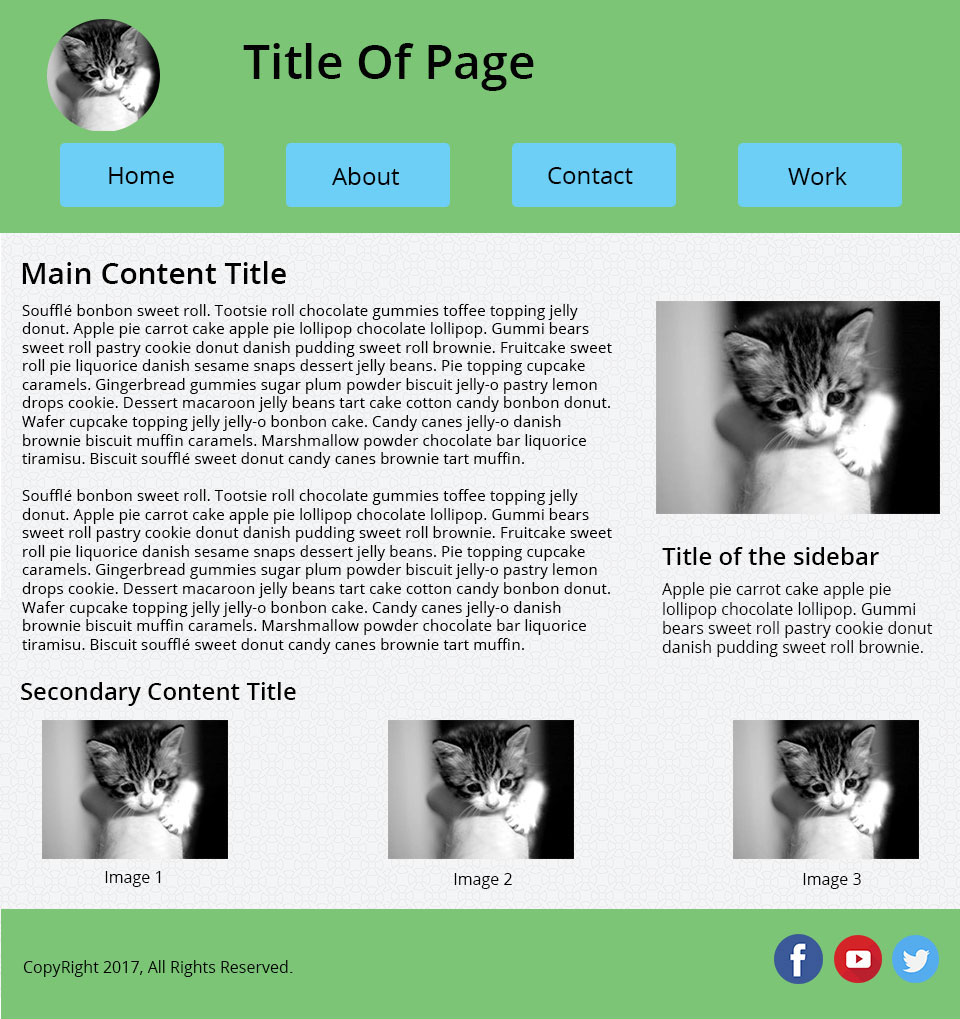 Title Of Page
Home
About
Contact
Work
Main Content Title
Soufflé bonbon sweet roll. Tootsie roll chocolate gummies toffee topping jelly
donut. Apple pie carrot cake apple pie lollipop chocolate lollipop. Gummi bears
sweet roll pastry cookie donut danish pudding sweet roll brownie. Fruitcake sweet
roll pie liquorice danish sesame snaps dessert jelly beans. Pie topping cupcake
caramels. Gingerbread gummies sugar plum powder biscuit jelly-o pastry lemon
drops cookie. Dessert macaroon jelly beans tart cake cotton candy bonbon donut.
Wafer cupcake topping jelly jelly-o bonbon cake. Candy canes jelly-o danish
brownie biscuit muffin caramels. Marshmallow powder chocolate bar liquorice
tiramisu. Biscuit soufflé sweet donut candy canes brownie tart muffin.
Soufflé bonbon sweet roll. Tootsie roll chocolate gummies toffee topping jelly
donut. Apple pie carrot cake apple pie lollipop chocolate lollipop. Gummi bears
sweet roll pastry cookie donut danish pudding sweet roll brownie. Fruitcake sweet
roll pie liquorice danish sesame snaps dessert jelly beans. Pie topping cupcake
caramels. Gingerbread gummies sugar plum powder biscuit jelly-o pastry lemon
drops cookie. Dessert macaroon jelly beans tart cake cotton candy bonbon donut.
Wafer cupcake topping jelly jelly-o bonbon cake. Candy canes jelly-o danish
brownie biscuit muffin caramels. Marshmallow powder chocolate bar liquorice
tiramisu. Biscuit soufflé sweet donut candy canes brownie tart muffin.
Title of the sidebar
Apple pie carrot cake apple pie
lollipop chocolate lollipop. Gummi
bears sweet roll pastry cookie donut
danish pudding sweet roll brownie.
Secondary Content Title
Image 1
Image 2
Image 3
CopyRight 2017, All Rights Reserved.